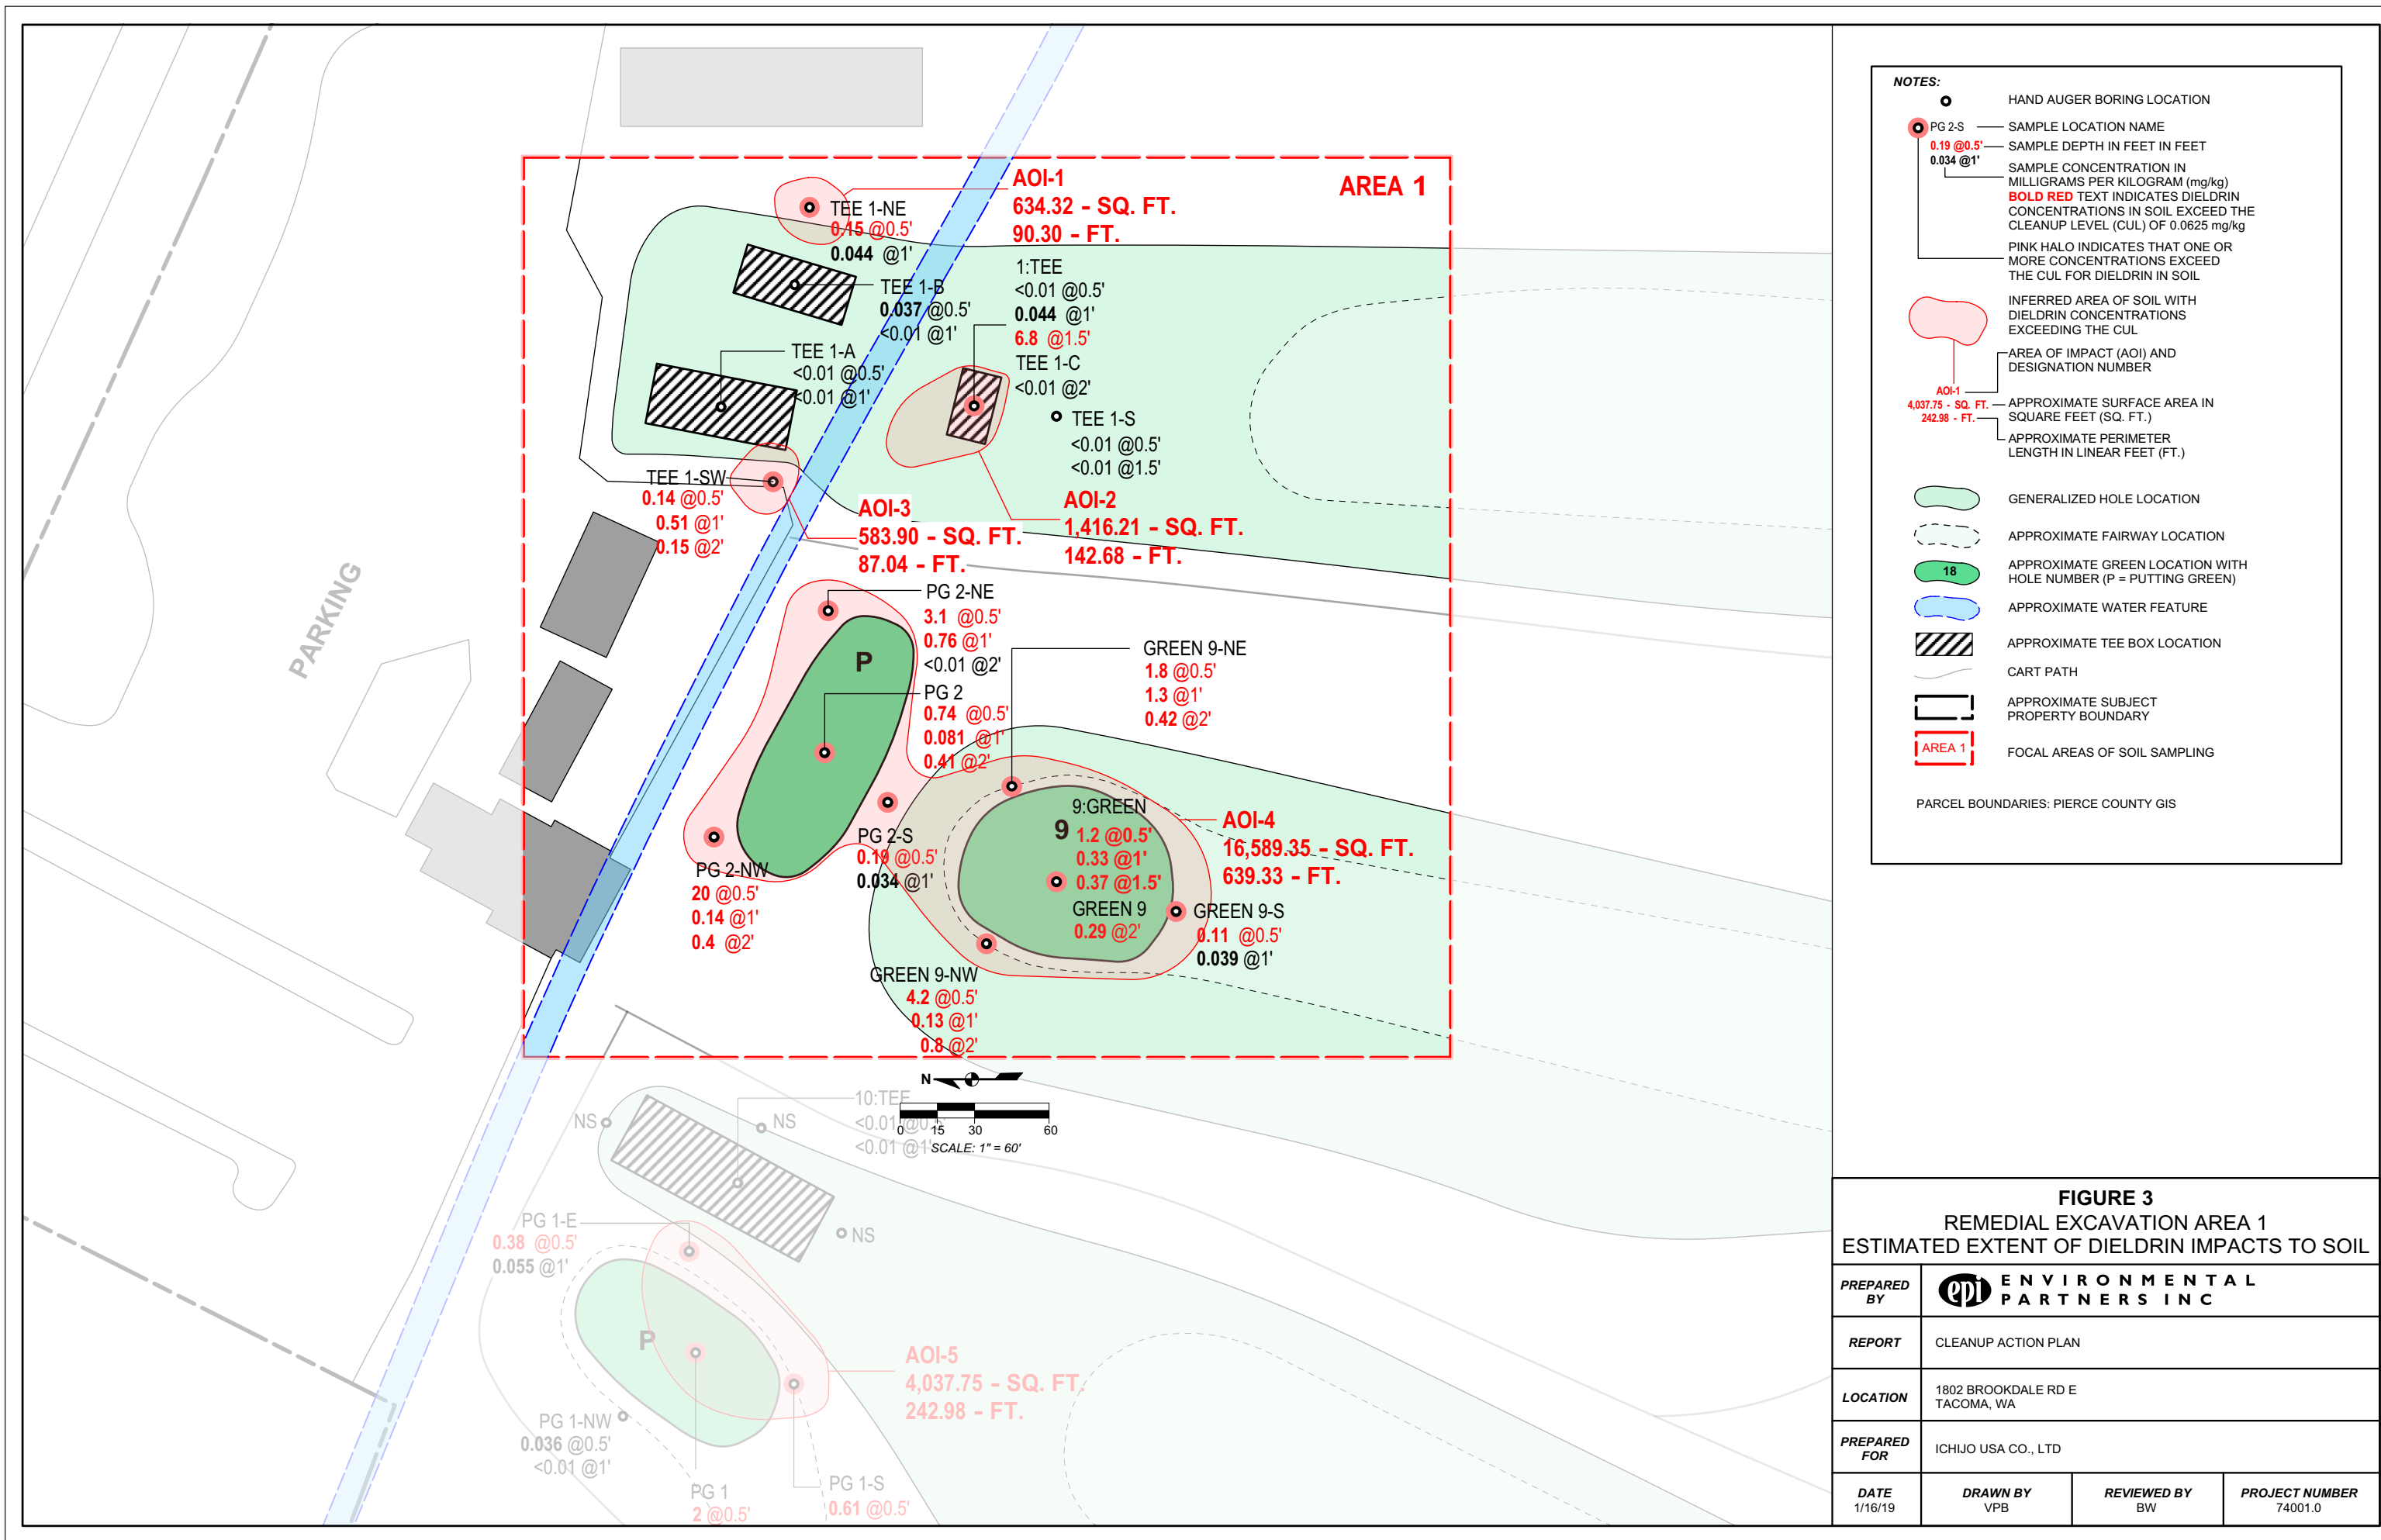 AREA 1
AOI-1
634.32 - SQ. FT.
90.30 - FT.
TEE 1-NE
0.15 @0.5'
0.044 @1'
TEE 1-B
0.037 @0.5'
<0.01 @1'
1:TEE
<0.01 @0.5'
0.044 @1'
6.8 @1.5'
TEE 1-C
<0.01 @2'
TEE 1-A
<0.01 @0.5'
<0.01 @1'
TEE 1-S
<0.01 @0.5'
<0.01 @1.5'
TEE 1-SW
0.14 @0.5'
0.51 @1'
0.15 @2'
AOI-3
583.90 - SQ. FT.
87.04 - FT.
AOI-2
1,416.21 - SQ. FT.
142.68 - FT.
PARKING
PG 2-NE
3.1 @0.5'
0.76 @1'
<0.01 @2'
P
PG 2
0.74 @0.5'
0.081 @1'
0.41 @2'
GREEN 9-NE
1.8 @0.5'
1.3 @1'
0.42 @2'
PG 2-S
0.19 @0.5'
0.034 @1'
PG 2-NW
20 @0.5'
0.14 @1'
0.4 @2'
9:GREEN
9
1.2 @0.5'
0.33 @1'
0.37 @1.5'
GREEN 9
0.29 @2'
AOI-4
16,589.35 - SQ. FT.
639.33 - FT.
GREEN 9-S
0.11 @0.5'
0.039 @1'
GREEN 9-NW
4.2 @0.5'
0.13 @1'
0.8 @2'
N
0 15 30 60
SCALE: 1" = 60'
10:TEE
<0.01 @0.5'
<0.01 @1'
NS
NS
NS
PG 1-E
0.38 @0.5'
0.055 @1'
P
AOI-5
4,037.75 - SQ. FT.
242.98 - FT.
PG 1-NW
0.036 @0.5'
<0.01 @1'
PG 1
2 @0.5'
PG 1-S
0.61 @0.5'
NOTES:
HAND AUGER BORING LOCATION
PG 2-S
SAMPLE LOCATION NAME
0.19 @0.5'
SAMPLE DEPTH IN FEET IN FEET
0.034 @1'
SAMPLE CONCENTRATION IN
MILLIGRAMS PER KILOGRAM (mg/kg)
BOLD RED TEXT INDICATES DIELDRIN
CONCENTRATIONS IN SOIL EXCEED THE
CLEANUP LEVEL (CUL) OF 0.0625 mg/kg
PINK HALO INDICATES THAT ONE OR
MORE CONCENTRATIONS EXCEED
THE CUL FOR DIELDRIN IN SOIL
INFERRED AREA OF SOIL WITH
DIELDRIN CONCENTRATIONS
EXCEEDING THE CUL
AREA OF IMPACT (AOI) AND
DESIGNATION NUMBER
AOI-1
4,037.75 - SQ. FT.
242.98 - FT.
APPROXIMATE SURFACE AREA IN
SQUARE FEET (SQ. FT.)
APPROXIMATE PERIMETER
LENGTH IN LINEAR FEET (FT.)
GENERALIZED HOLE LOCATION
APPROXIMATE FAIRWAY LOCATION
18
APPROXIMATE GREEN LOCATION WITH
HOLE NUMBER (P = PUTTING GREEN)
APPROXIMATE WATER FEATURE
APPROXIMATE TEE BOX LOCATION
CART PATH
APPROXIMATE SUBJECT
PROPERTY BOUNDARY
AREA 1
FOCAL AREAS OF SOIL SAMPLING
PARCEL BOUNDARIES: PIERCE COUNTY GIS
FIGURE 3
REMEDIAL EXCAVATION AREA 1
ESTIMATED EXTENT OF DIELDRIN IMPACTS TO SOIL
PREPARED
BY
epi
ENVIRONMENTAL
PARTNERS INC
REPORT
CLEANUP ACTION PLAN
LOCATION
1802 BROOKDALE RD E
TACOMA, WA
PREPARED
FOR
ICHIJO USA CO., LTD
DATE
1/16/19
DRAWN BY
VPB
REVIEWED BY
BW
PROJECT NUMBER
74001.0